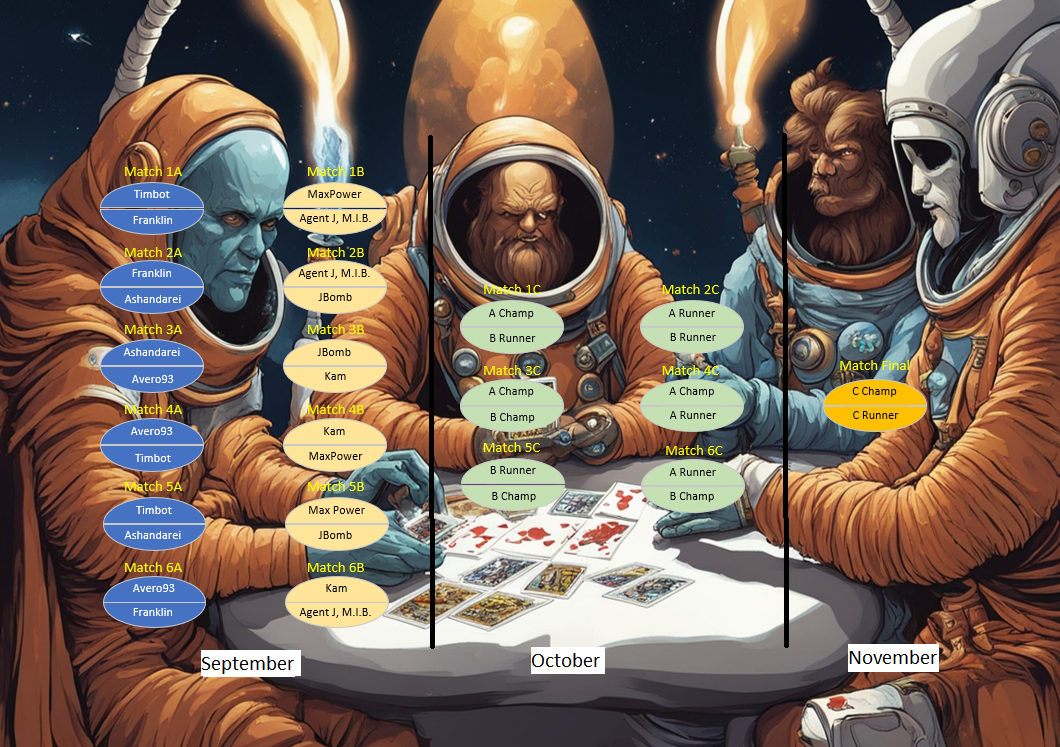 Match 1A
Timbot
Franklin
Match 2A
Franklin
Ashandarei
Match 3A
Ashandarei
Avero93
Match 4A
Avero93
Timbot
Match 5A
Timbot
Ashandarei
Match 6A
Avero93
Franklin
Match 1B
MaxPower
Agent J, M.I.B.
Match 2B
Agent J, M.I.B.
JBomb
Match 3B
JBomb
Kam
Match 4B
Kam
MaxPower
Match 5B
Max Power
JBomb
Match 6B
Kam
Agent J, M.I.B.
September
Match 1C
A Champ
B Runner
Match 3C
A Champ
B Champ
Match 5C
B Runner
B Champ
Match 2C
A Runner
B Runner
Match 4C
A Champ
A Runner
Match 6C
A Runner
B Champ
October
Match Final
C Champ
C Runner
November